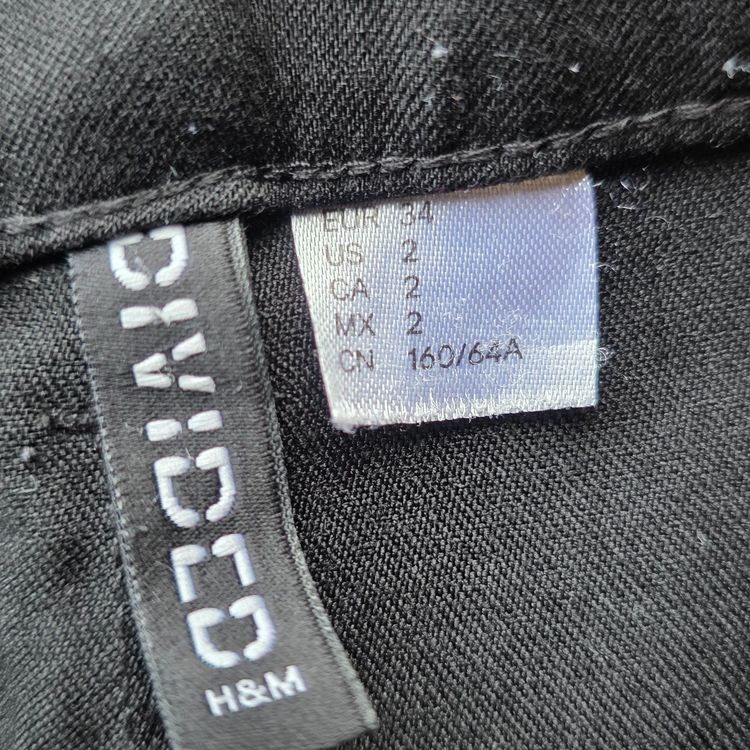 DIVIDED
H&M
EUR 34
US 2
CA 2
MX 2
CN 160/64A